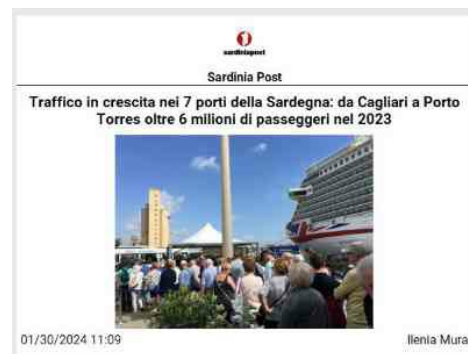 sardiniapost
Sardinia Post
Traffico in crescita nei 7 porti della Sardegna: da Cagliari a Porto
Torres oltre 6 milioni di passeggeri nel 2023
01/30/2024 11:09
Ilenia Mura